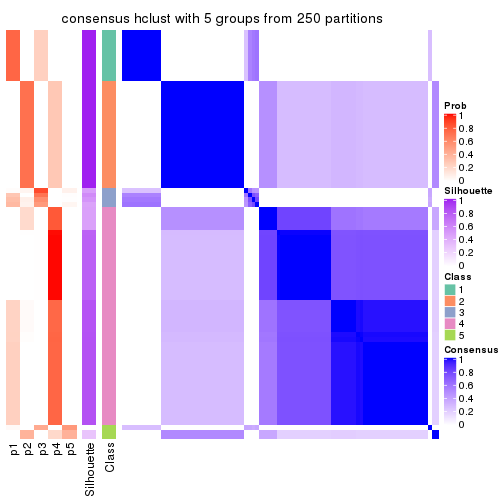 consensus hclust with 5 groups from 250 partitions
Prob
1
0.8
0.6
0.4
0.2
0
Silhouette
1
0.8
0.6
0.4
0.2
0
Class
1
2
3
4
5
Consensus
1
0.8
0.6
0.4
0.2
0
p1
p2
p3
p4
p5
Silhouette
Class